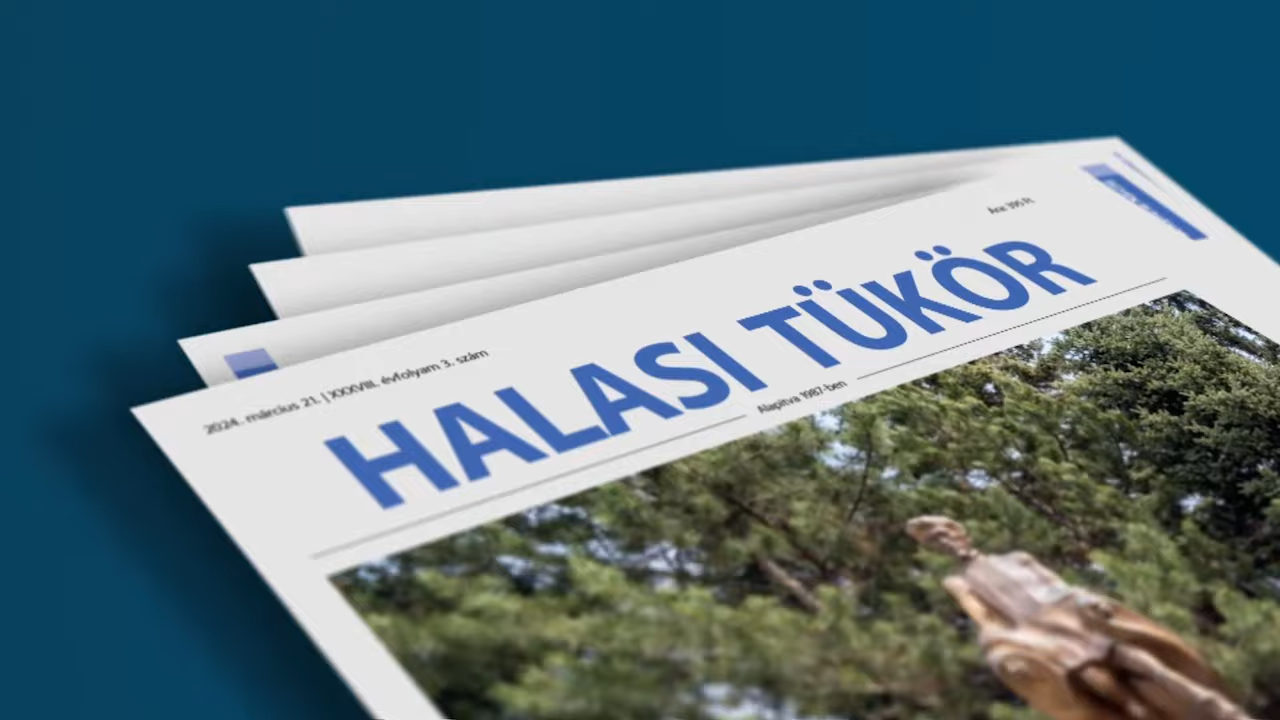 Ára: 395 Ft
2024. március 21. | XXXVIII. évfolyam 3. szám
HALASI TÜKÖR
Alapítva 1987-ben